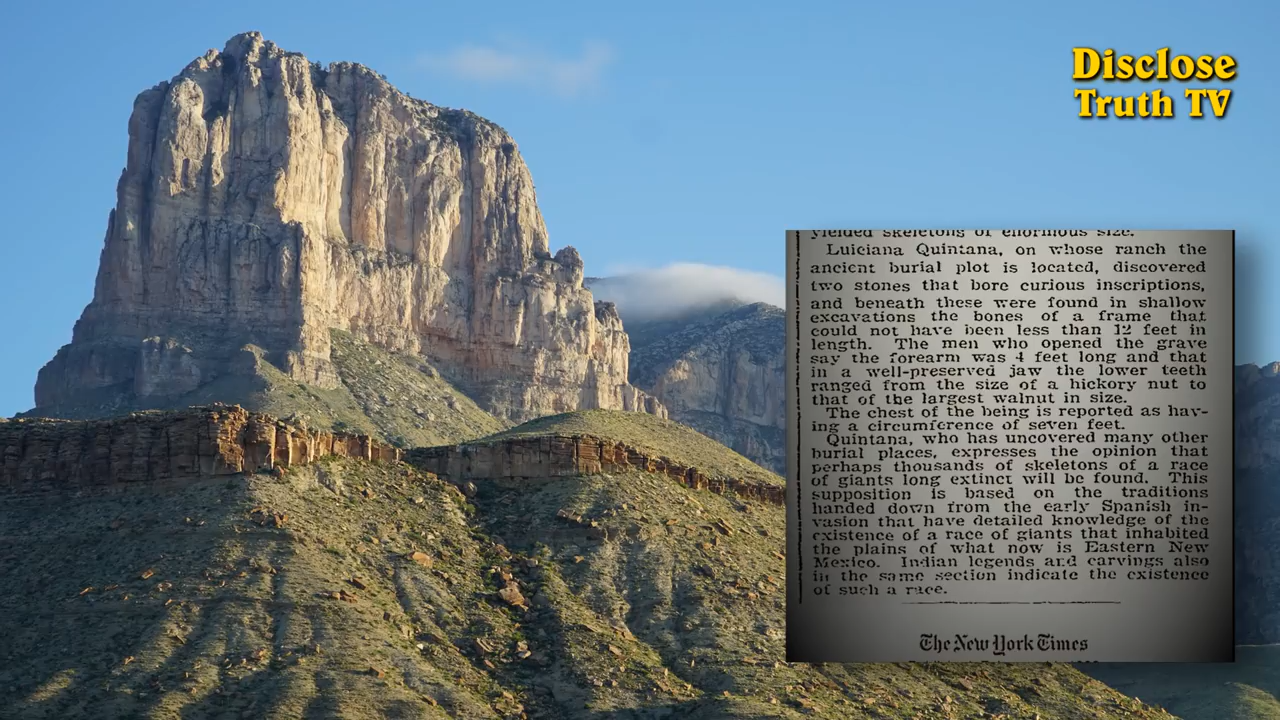 Disclose
Truth TV
yielded skeletons of enormous size.
Luiciana Quintana, on whose ranch the
ancient burial plot is located, discovered
two stones that bore curious inscriptions,
and beneath these were found in shallow
excavations the bones of a frame that
could not have been less than 12 feet in
length. The men who opened the grave
say the forearm was 4 feet long and that
in a well-preserved jaw the lower teeth
ranged from the size of a hickory nut to
that of the largest walnut in size.
The chest of the being is reported as hav-
ing a circumference of seven feet.
Quintana, who has uncovered many other
burial places, expresses the opinion that
perhaps thousands of skeletons of a race
of giants long extinct will be found. This
supposition is based on the traditions
handed down from the early Spanish in-
vasion that have detailed knowledge of the
existence of a race of giants that inhabited
the plains of what now is Eastern New
Mexico. Indian legends and carvings also
in the same section indicate the existence
of such a race.
The New York Times